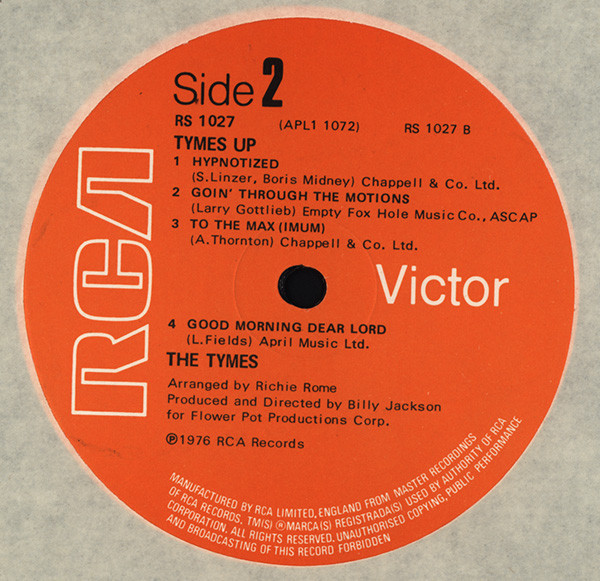 Side 2
RS 1027 (APL1 1072) RS 1027 B
TYMES UP
1 HYPNOTIZED
(S.Linzer, Boris Midney) Chappell & Co. Ltd.
2 GOIN' THROUGH THE MOTIONS
(Larry Gottlieb) Empty Fox Hole Music Co., ASCAP
3 TO THE MAX (IMUM)
(A.Thornton) Chappell & Co. Ltd.
RCA
Victor
4 GOOD MORNING DEAR LORD
(L.Fields) April Music Ltd.
THE TYMES
Arranged by Richie Rome
Produced and Directed by Billy Jackson
for Flower Pot Productions Corp.
℗1976 RCA Records
MANUFACTURED BY RCA LIMITED, ENGLAND FROM MASTER RECORDINGS
OF RCA RECORDS, TM(S) ® MARCA(S) REGISTRADA(S) USED BY AUTHORITY OF RCA
CORPORATION. ALL RIGHTS RESERVED. UNAUTHORISED COPYING, PUBLIC PERFORMANCE
AND BROADCASTING OF THIS RECORD FORBIDDEN